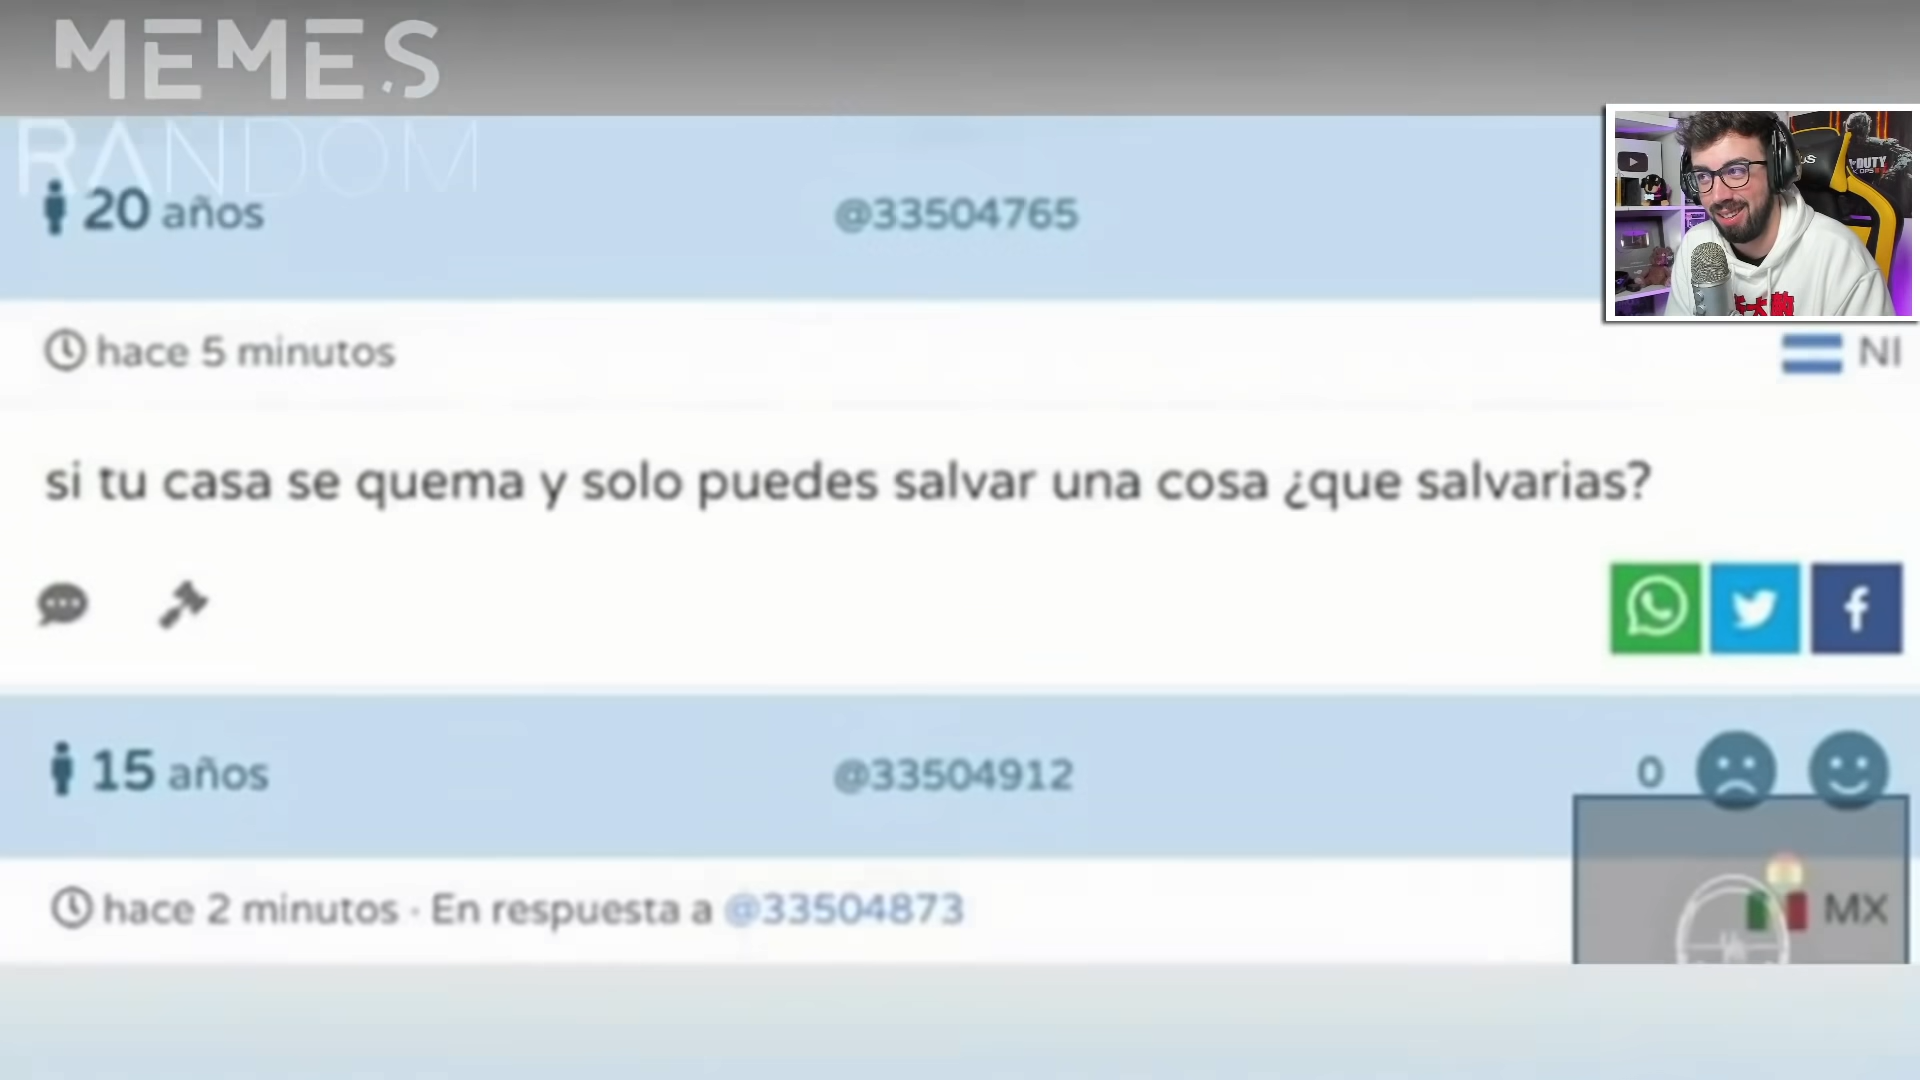 MEMES
RANDOM
20 años @33504765
hace 5 minutos NI
si tu casa se quema y solo puedes salvar una cosa ¿que salvarias?
15 años @33504912 0
hace 2 minutos · En respuesta a @33504873 MX
DUTY